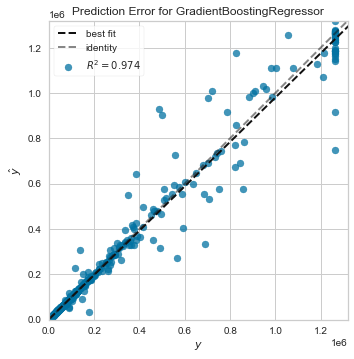 Prediction Error for GradientBoostingRegressor
1e6
best fit
identity
R² = 0.974
1.2
1.0
0.8
0.6
0.4
0.2
0.0
ŷ
0.0 0.2 0.4 0.6 0.8 1.0 1.2
y
1e6